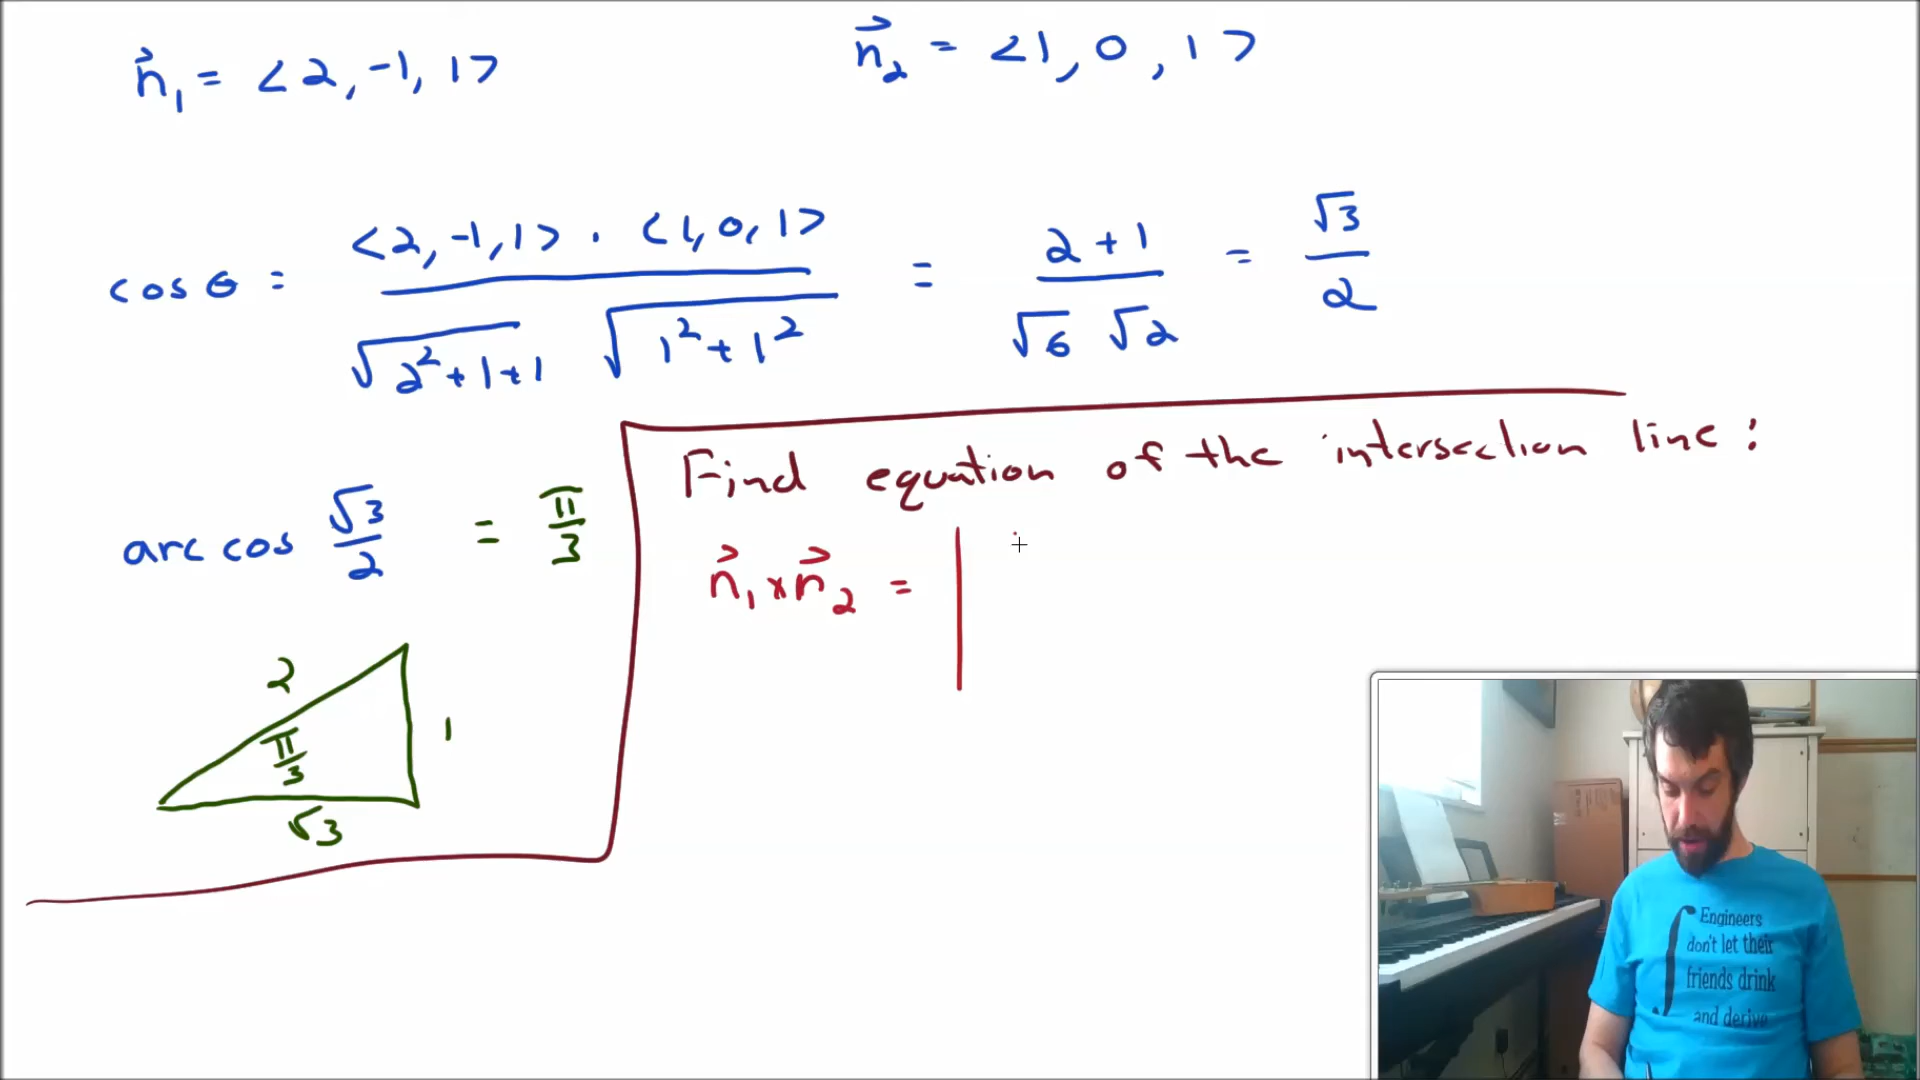 n⃗₁ = <2, -1, 1>
n⃗₂ = <1, 0, 1>
cos θ = (<2, -1, 1> · <1, 0, 1>) / (√(2² + 1 + 1) √(1² + 1²)) = (2 + 1) / (√6 √2) = √3 / 2
arc cos √3/2 = π/3
2
π/3
1
√3
Find equation of the intersection line:
n⃗₁ × n⃗₂ = |
∫ Engineers
don't let their
friends drink
and derive